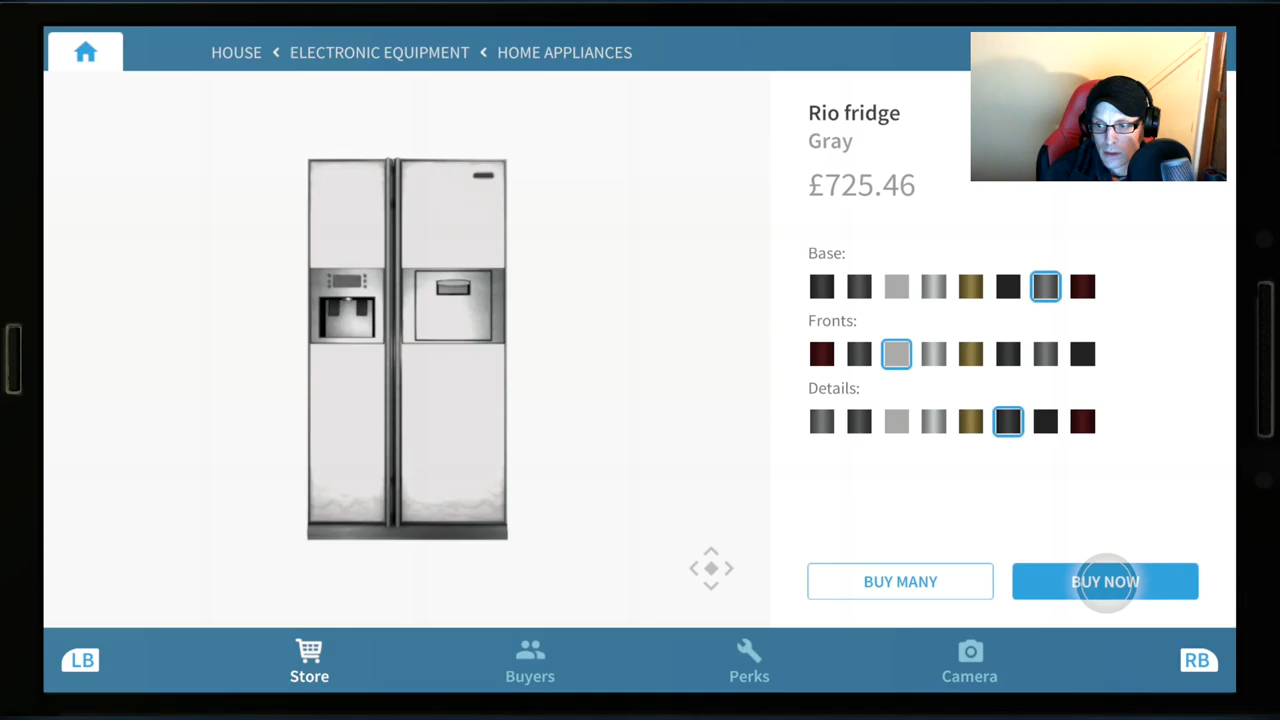 HOUSE < ELECTRONIC EQUIPMENT < HOME APPLIANCES
Rio fridge
Gray
£725.46
Base:
Fronts:
Details:
BUY MANY
BUY NOW
LB
Store
Buyers
Perks
Camera
RB